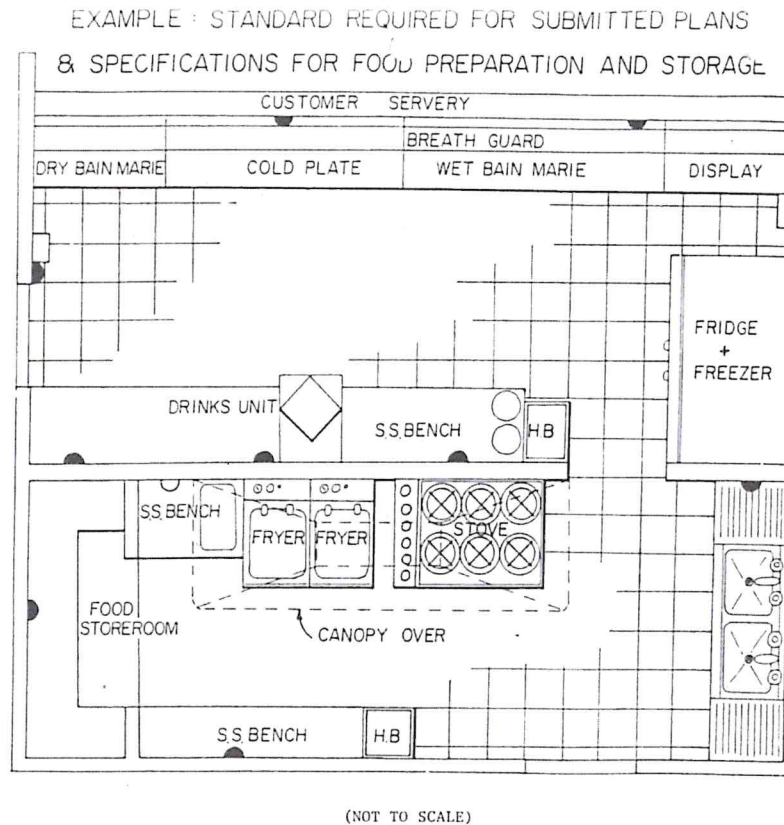 EXAMPLE : STANDARD REQUIRED FOR SUBMITTED PLANS
& SPECIFICATIONS FOR FOOD PREPARATION AND STORAGE
CUSTOMER SERVERY
BREATH GUARD
DRY BAIN MARIE COLD PLATE WET BAIN MARIE DISPLAY
FRIDGE
+
FREEZER
DRINKS UNIT
S.S.BENCH
H.B
S.S.BENCH
FRYER FRYER
STOVE
FOOD
STOREROOM
CANOPY OVER
S.S.BENCH
H.B
(NOT TO SCALE)